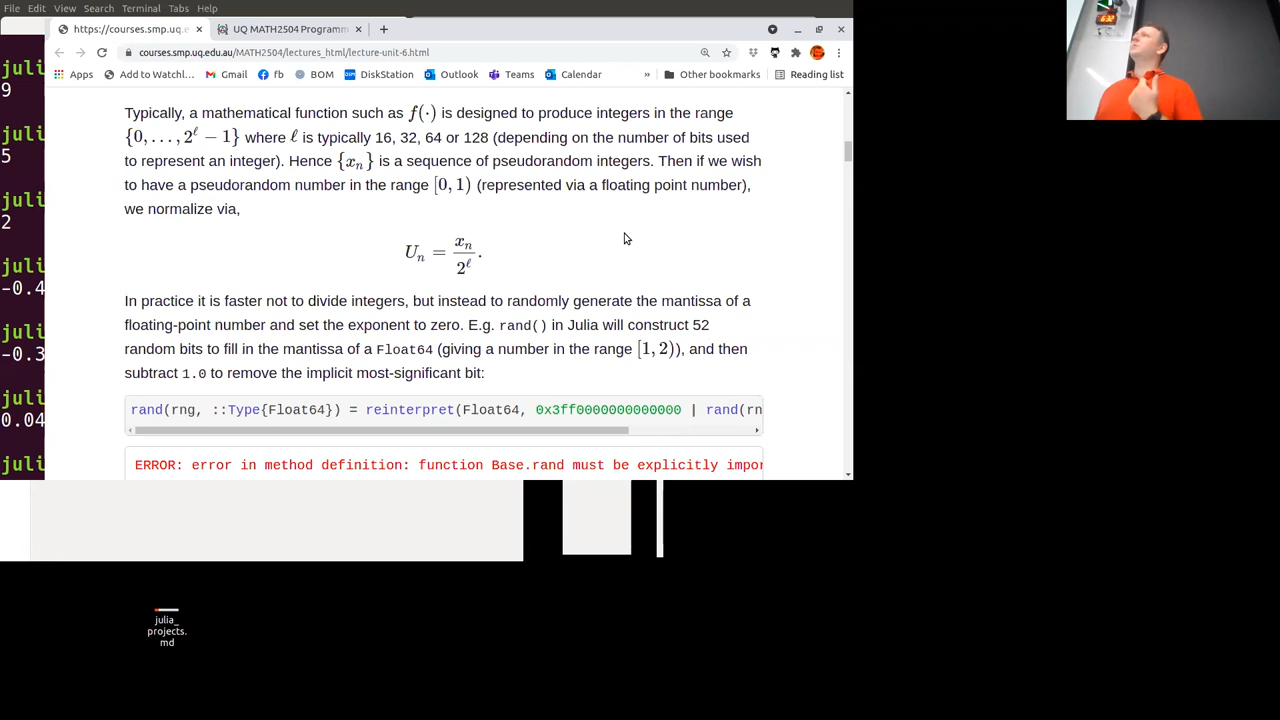 File Edit View Search Terminal Tabs Help
https://courses.smp.uq.e
UQ MATH2504 Programm
courses.smp.uq.edu.au/MATH2504/lectures_html/lecture-unit-6.html
Apps Add to Watchl... Gmail fb BOM DiskStation Outlook Teams Calendar » Other bookmarks Reading list
juli
9
juli
5
juli
2
juli
-0.4
juli
-0.3
juli
0.04
juli
Typically, a mathematical function such as f(·) is designed to produce integers in the range
{0, . . . , 2^ℓ − 1} where ℓ is typically 16, 32, 64 or 128 (depending on the number of bits used
to represent an integer). Hence {x_n} is a sequence of pseudorandom integers. Then if we wish
to have a pseudorandom number in the range [0, 1) (represented via a floating point number),
we normalize via,
U_n = x_n / 2^ℓ .
In practice it is faster not to divide integers, but instead to randomly generate the mantissa of a
floating-point number and set the exponent to zero. E.g. rand() in Julia will construct 52
random bits to fill in the mantissa of a Float64 (giving a number in the range [1, 2)), and then
subtract 1.0 to remove the implicit most-significant bit:
rand(rng, ::Type{Float64}) = reinterpret(Float64, 0x3ff0000000000000 | rand(rn
ERROR: error in method definition: function Base.rand must be explicitly impor
julia_
projects.
md